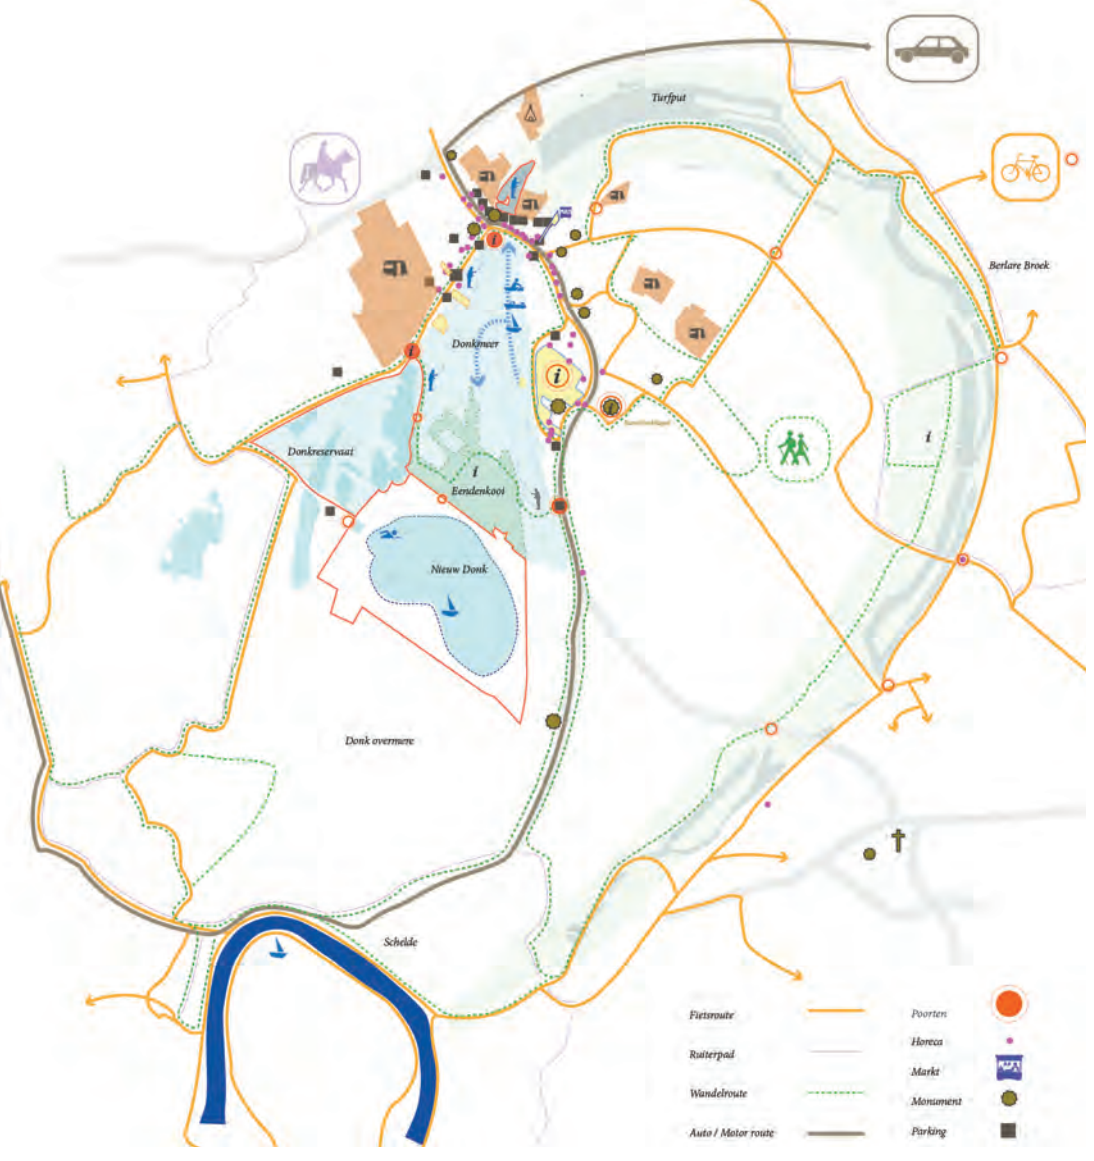 Turfput
Berlare Broek
Donkmeer
i
i
i
i
Donkreservaat
i
i
Eendenkooi
Nieuw Donk
Donk overmere
Schelde
Fietsroute
Poorten
Horeca
Ruiterpad
Markt
Wandelroute
Monument
Auto / Motor route
Parking